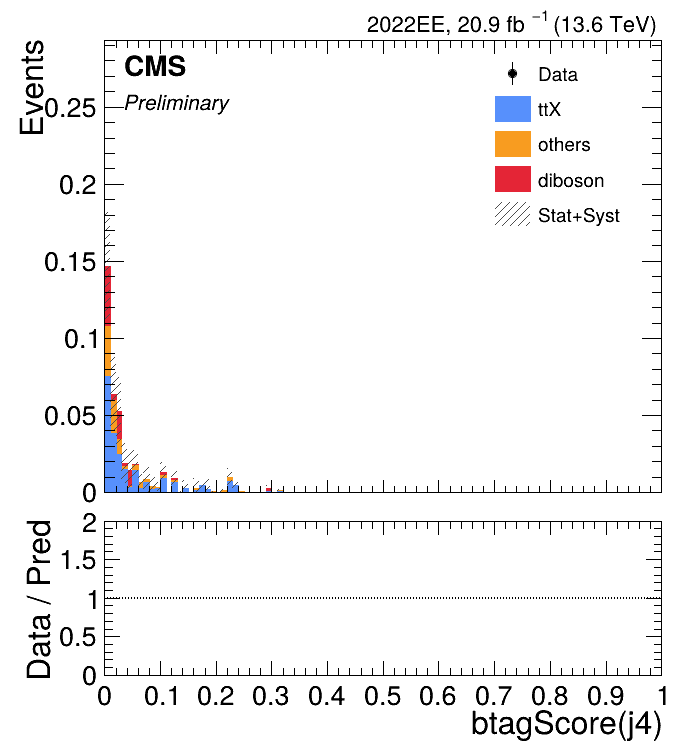 2022EE, 20.9 fb⁻¹ (13.6 TeV)
CMS
Preliminary
Events
Data
ttX
others
diboson
Stat+Syst
0.25
0.2
0.15
0.1
0.05
0
Data / Pred
2
1.5
1
0.5
0
0 0.1 0.2 0.3 0.4 0.5 0.6 0.7 0.8 0.9 1
btagScore(j4)